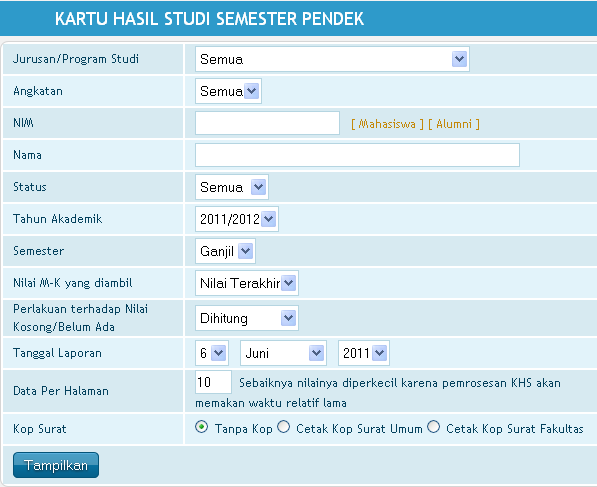 KARTU HASIL STUDI SEMESTER PENDEK
Jurusan/Program Studi Semua
Angkatan Semua
NIM [ Mahasiswa ] [ Alumni ]
Nama
Status Semua
Tahun Akademik 2011/2012
Semester Ganjil
Nilai M-K yang diambil Nilai Terakhir
Perlakuan terhadap Nilai
Kosong/Belum Ada Dihitung
Tanggal Laporan 6 Juni 2011
Data Per Halaman 10 Sebaiknya nilainya diperkecil karena pemrosesan KHS akan
memakan waktu relatif lama
Kop Surat Tanpa Kop Cetak Kop Surat Umum Cetak Kop Surat Fakultas
Tampilkan